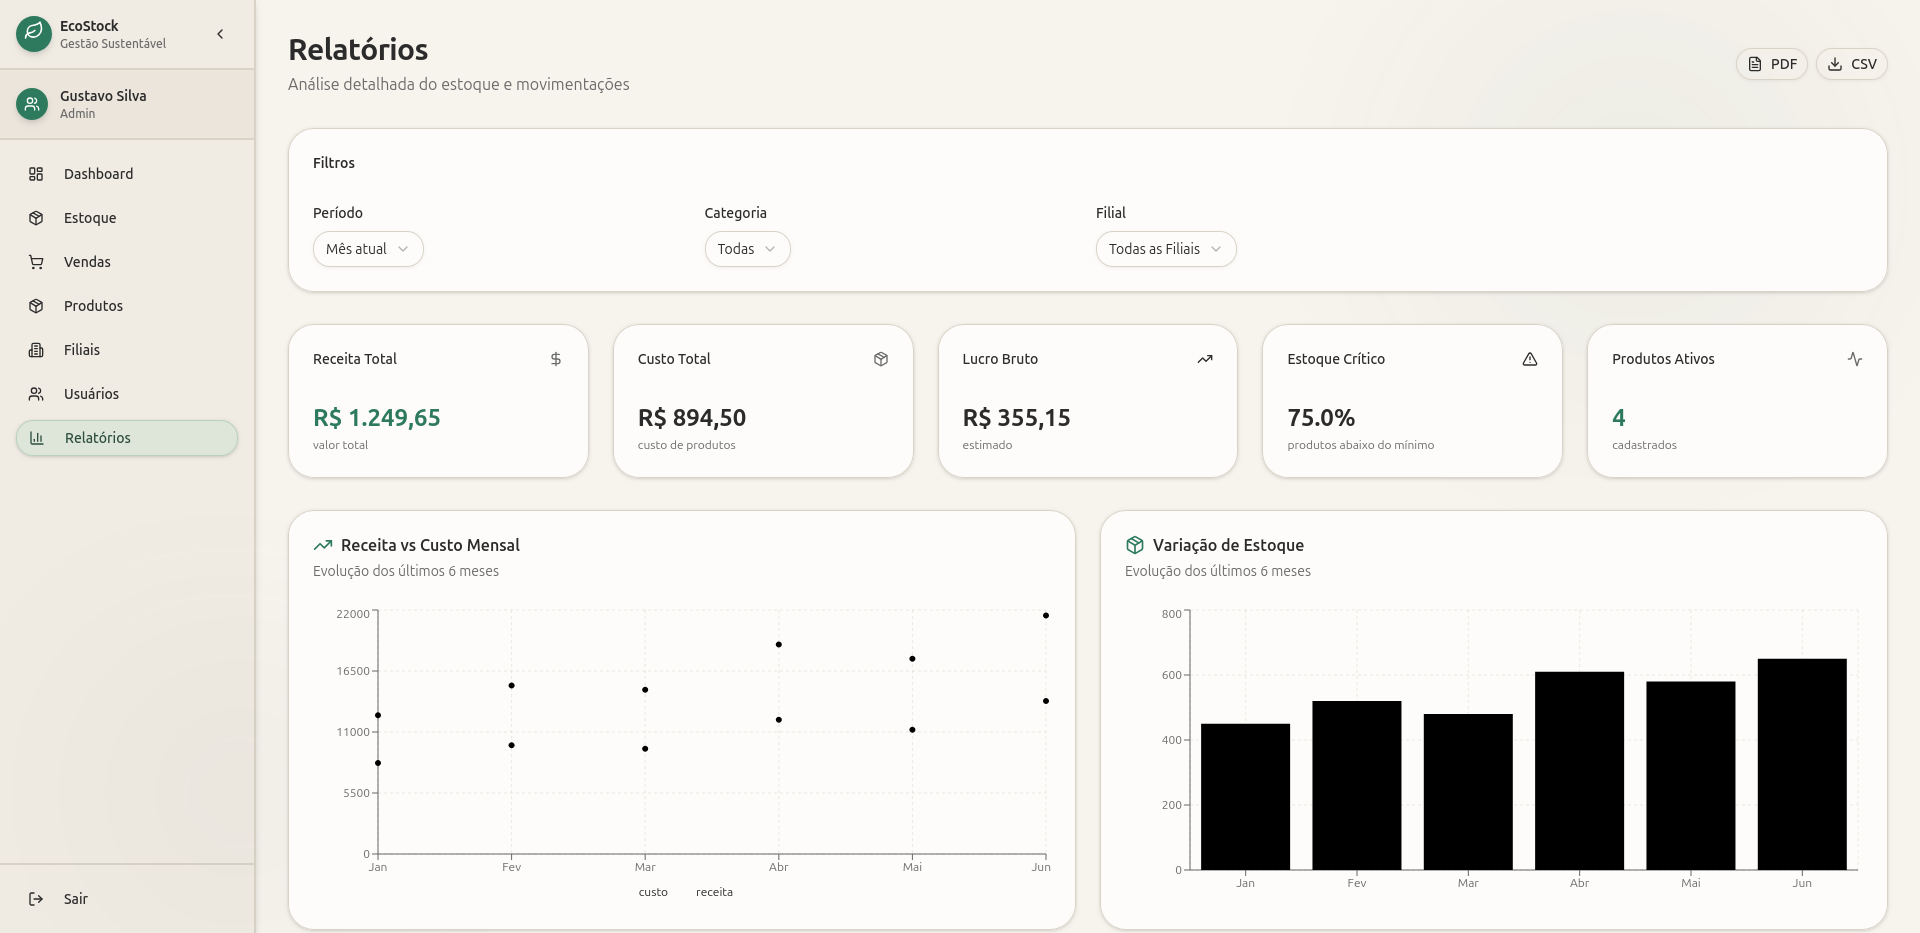 EcoStock
Gestão Sustentável
Gustavo Silva
Admin
Dashboard
Estoque
Vendas
Produtos
Filiais
Usuários
Relatórios
Sair
Relatórios
Análise detalhada do estoque e movimentações
PDF
CSV
Filtros
Período
Categoria
Filial
Mês atual
Todas
Todas as Filiais
Receita Total
R$ 1.249,65
valor total
Custo Total
R$ 894,50
custo de produtos
Lucro Bruto
R$ 355,15
estimado
Estoque Crítico
75.0%
produtos abaixo do mínimo
Produtos Ativos
4
cadastrados
Receita vs Custo Mensal
Evolução dos últimos 6 meses
22000
16500
11000
5500
0
Jan Fev Mar Abr Mai Jun
custo receita
Variação de Estoque
Evolução dos últimos 6 meses
800
600
400
200
0
Jan Fev Mar Abr Mai Jun